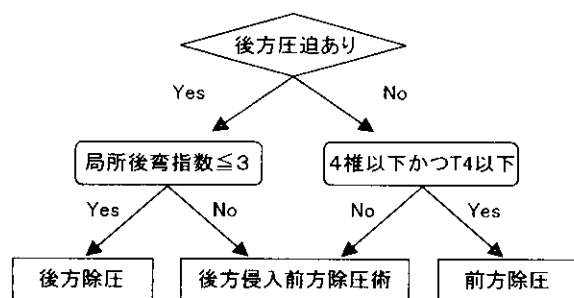 後方圧迫あり
Yes
No
局所後弯指数≦3
4椎以下かつT4以下
Yes
No
No
Yes
後方除圧
後方侵入前方除圧術
前方除圧